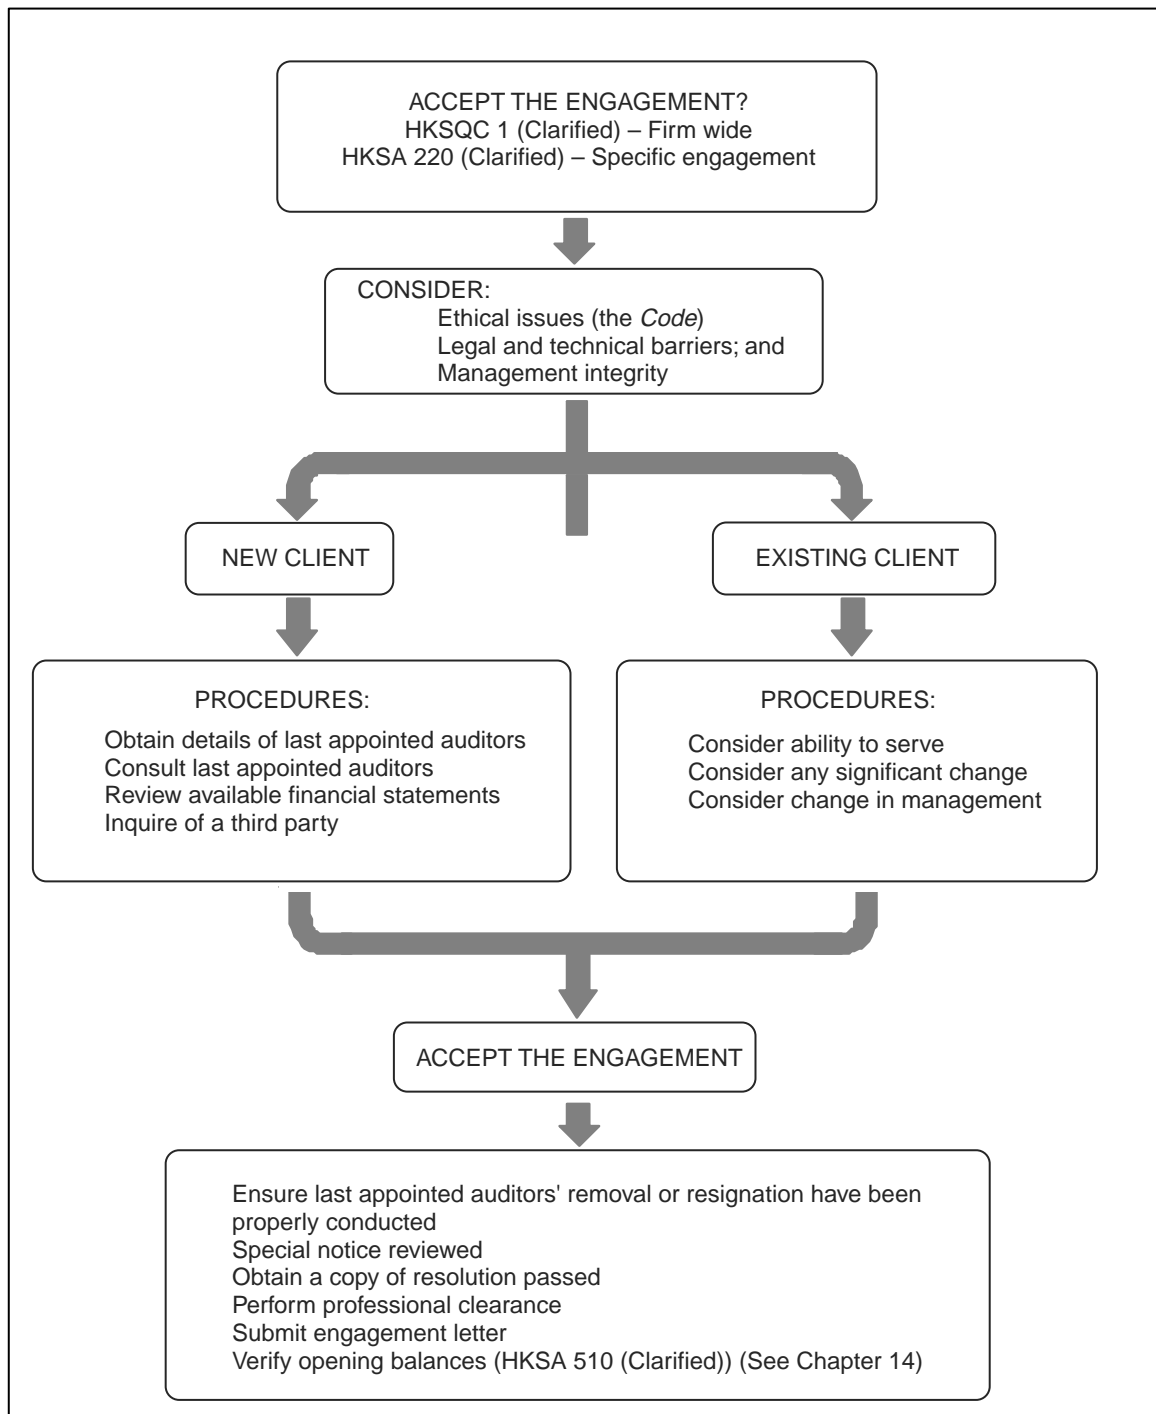 ACCEPT THE ENGAGEMENT?
HKSQC 1 (Clarified) – Firm wide
HKSA 220 (Clarified) – Specific engagement
CONSIDER:
Ethical issues (the Code)
Legal and technical barriers; and
Management integrity
NEW CLIENT
EXISTING CLIENT
PROCEDURES:
Obtain details of last appointed auditors
Consult last appointed auditors
Review available financial statements
Inquire of a third party
PROCEDURES:
Consider ability to serve
Consider any significant change
Consider change in management
ACCEPT THE ENGAGEMENT
Ensure last appointed auditors' removal or resignation have been
properly conducted
Special notice reviewed
Obtain a copy of resolution passed
Perform professional clearance
Submit engagement letter
Verify opening balances (HKSA 510 (Clarified)) (See Chapter 14)